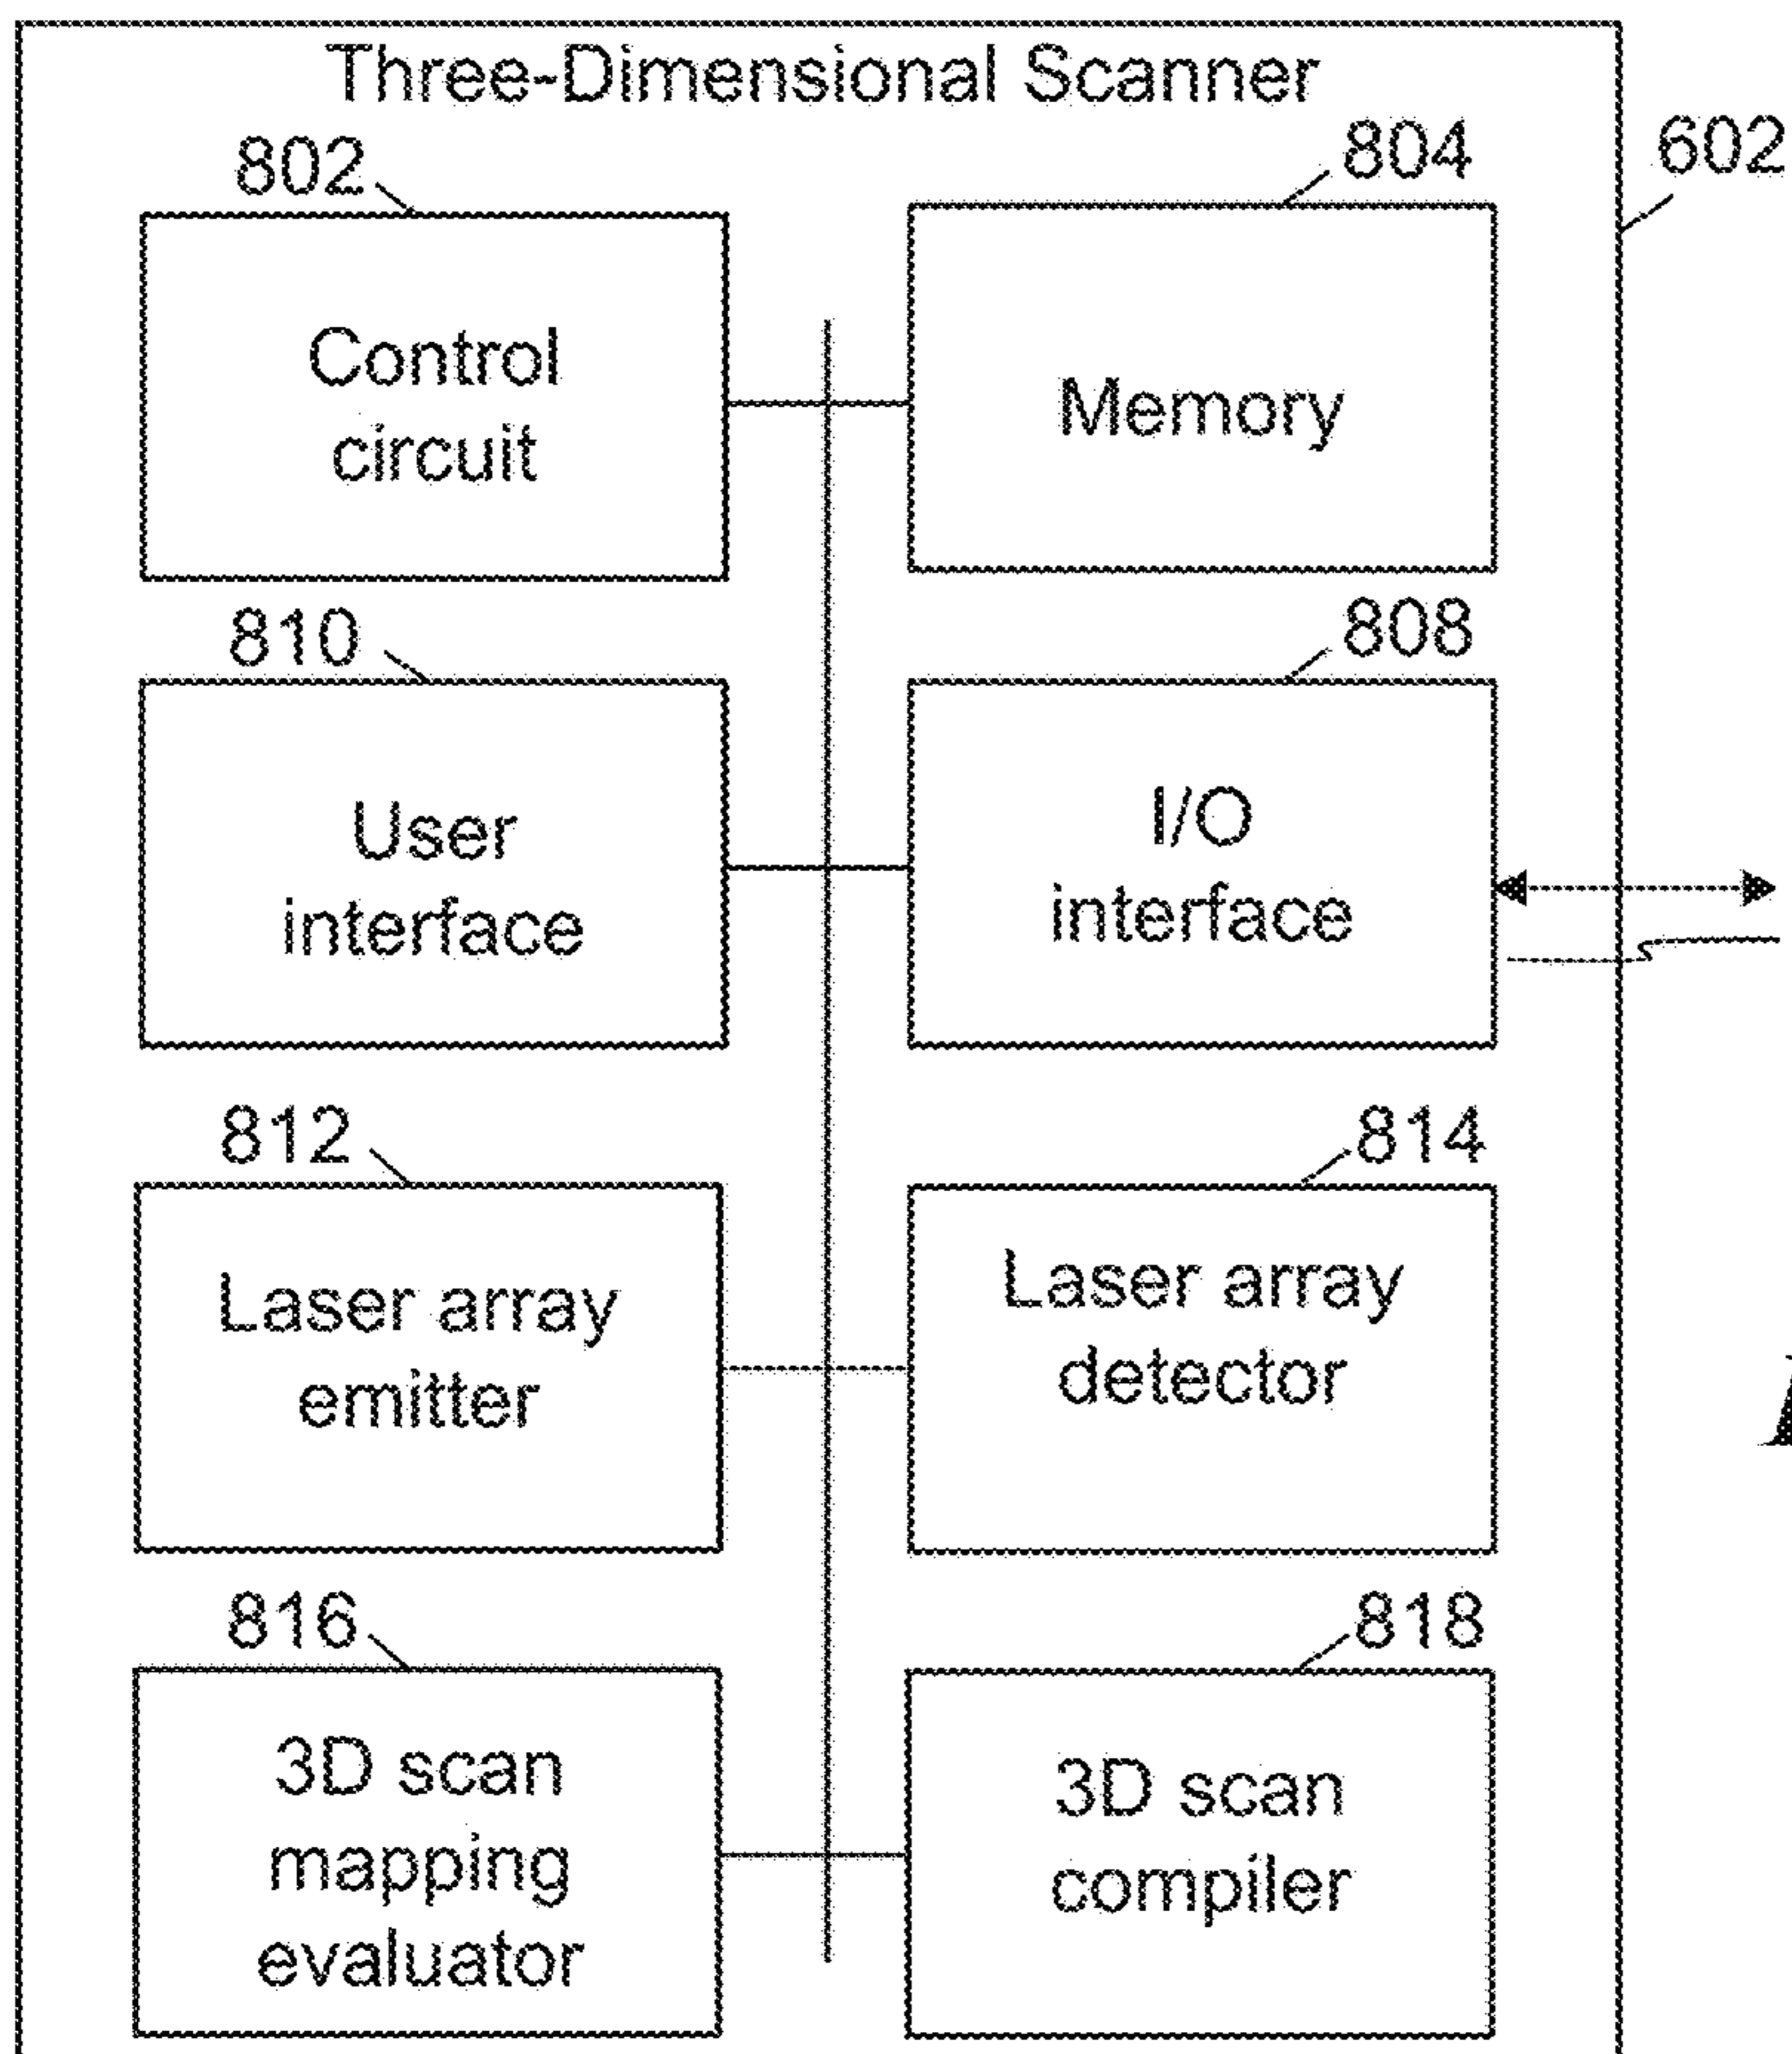 Three-Dimensional Scanner
802
804
602
Control
circuit
Memory
810
808
User
interface
I/O
interface
812
814
Laser array
emitter
Laser array
detector
816
818
3D scan
mapping
evaluator
3D scan
compiler